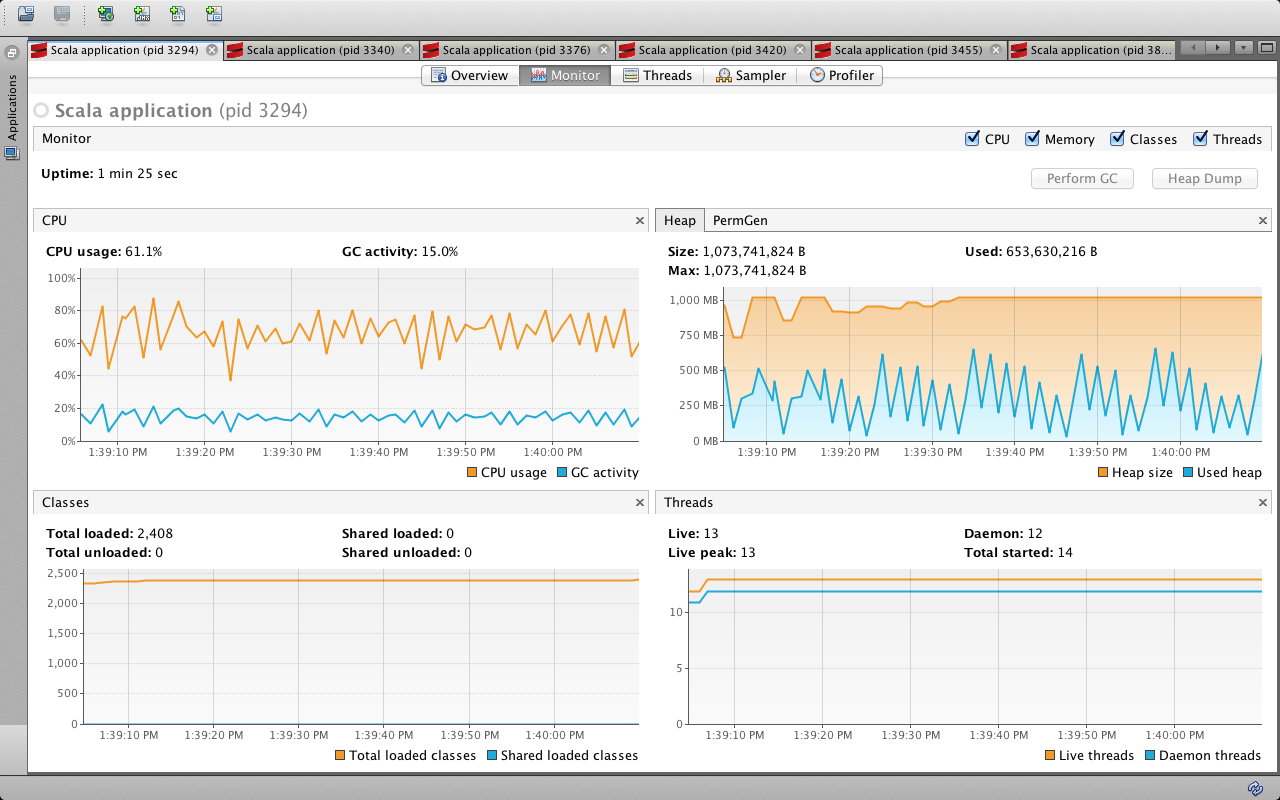 Scala application (pid 3294) Scala application (pid 3340) Scala application (pid 3376) Scala application (pid 3420) Scala application (pid 3455) Scala application (pid 38...
Applications
Overview Monitor Threads Sampler Profiler
Scala application (pid 3294)
Monitor CPU Memory Classes Threads
Uptime: 1 min 25 sec
Perform GC Heap Dump
CPU
CPU usage: 61.1% GC activity: 15.0%
100%
80%
60%
40%
20%
0%
1:39:10 PM 1:39:20 PM 1:39:30 PM 1:39:40 PM 1:39:50 PM 1:40:00 PM
CPU usage GC activity
Heap PermGen
Size: 1,073,741,824 B Used: 653,630,216 B
Max: 1,073,741,824 B
1,000 MB
750 MB
500 MB
250 MB
0 MB
1:39:10 PM 1:39:20 PM 1:39:30 PM 1:39:40 PM 1:39:50 PM 1:40:00 PM
Heap size Used heap
Classes
Total loaded: 2,408 Shared loaded: 0
Total unloaded: 0 Shared unloaded: 0
2,500
2,000
1,500
1,000
500
0
1:39:10 PM 1:39:20 PM 1:39:30 PM 1:39:40 PM 1:39:50 PM 1:40:00 PM
Total loaded classes Shared loaded classes
Threads
Live: 13 Daemon: 12
Live peak: 13 Total started: 14
10
5
0
1:39:10 PM 1:39:20 PM 1:39:30 PM 1:39:40 PM 1:39:50 PM 1:40:00 PM
Live threads Daemon threads